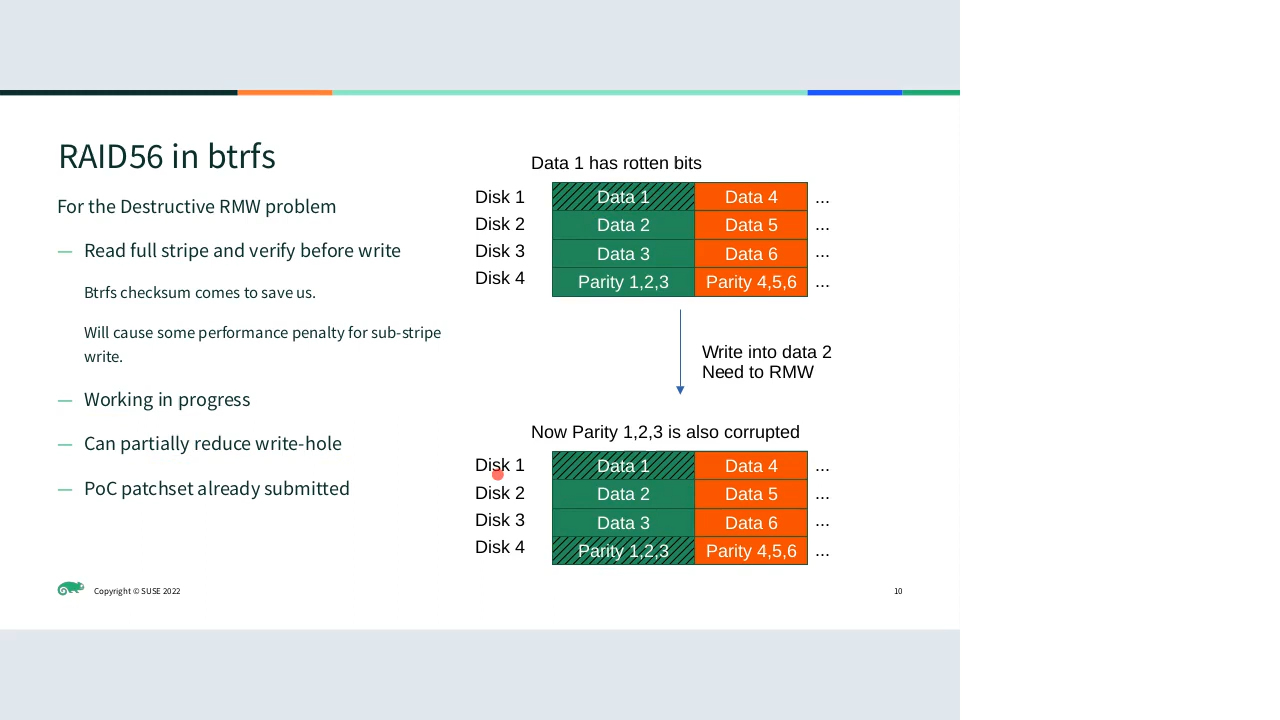 RAID56 in btrfs
For the Destructive RMW problem
— Read full stripe and verify before write
Btrfs checksum comes to save us.
Will cause some performance penalty for sub-stripe
write.
— Working in progress
— Can partially reduce write-hole
— PoC patchset already submitted
Data 1 has rotten bits
Disk 1 Data 1 Data 4 ...
Disk 2 Data 2 Data 5 ...
Disk 3 Data 3 Data 6 ...
Disk 4 Parity 1,2,3 Parity 4,5,6 ...
Write into data 2
Need to RMW
Now Parity 1,2,3 is also corrupted
Disk 1 Data 1 Data 4 ...
Disk 2 Data 2 Data 5 ...
Disk 3 Data 3 Data 6 ...
Disk 4 Parity 1,2,3 Parity 4,5,6 ...
Copyright © SUSE 2022
10